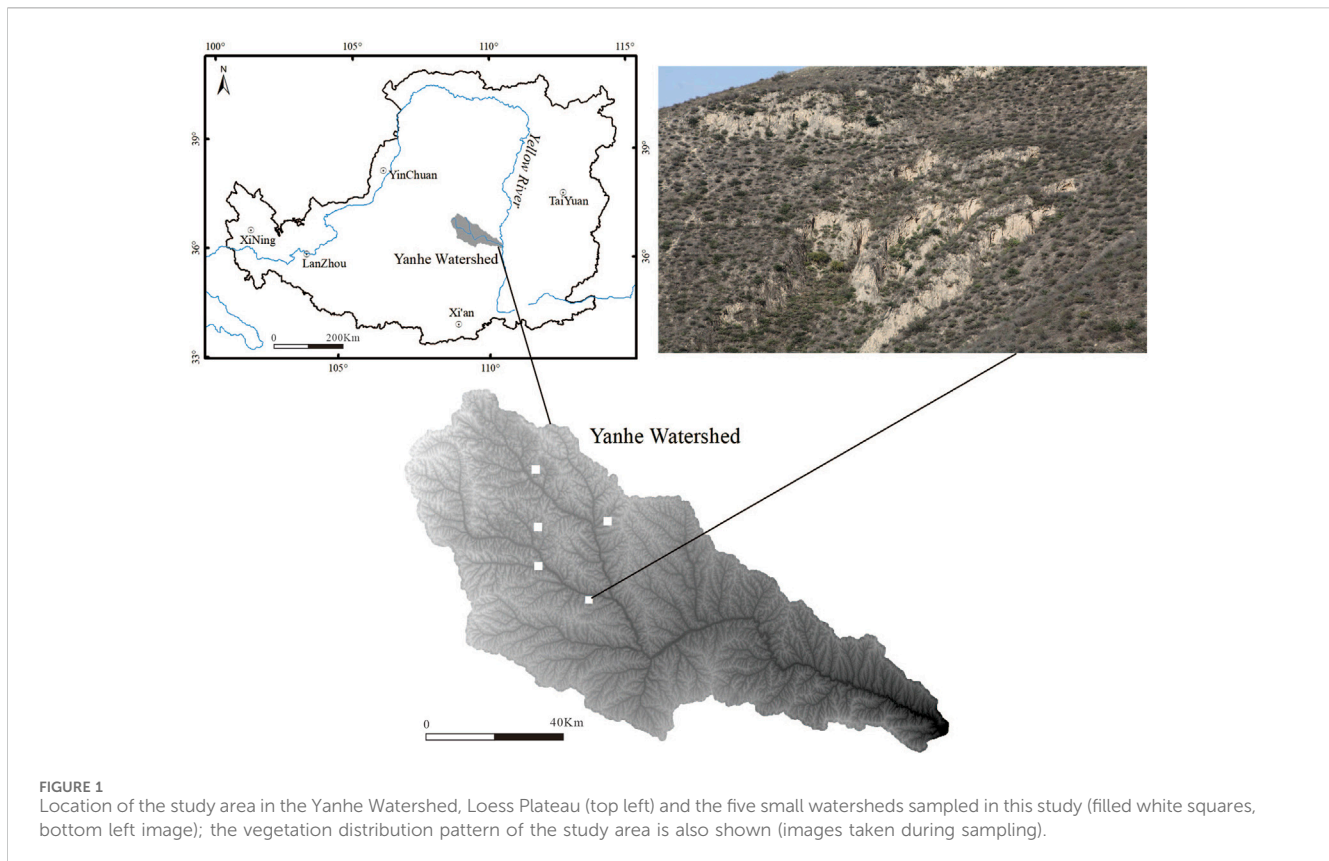 100°
105°
110°
115°
N
39°
39°
Yellow River
YinChuan
TaiYuan
XiNing
36°
36°
LanZhou
Yanhe Watershed
Xi'an
0 200Km
33°
105°
110°
Yanhe Watershed
0 40Km
FIGURE 1
Location of the study area in the Yanhe Watershed, Loess Plateau (top left) and the five small watersheds sampled in this study (filled white squares,
bottom left image); the vegetation distribution pattern of the study area is also shown (images taken during sampling).